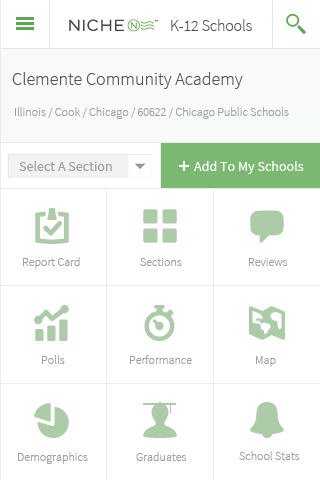 NICHE K-12 Schools
Clemente Community Academy
Illinois / Cook / Chicago / 60622 / Chicago Public Schools
Select A Section
+ Add To My Schools
Report Card
Sections
Reviews
Polls
Performance
Map
Demographics
Graduates
School Stats